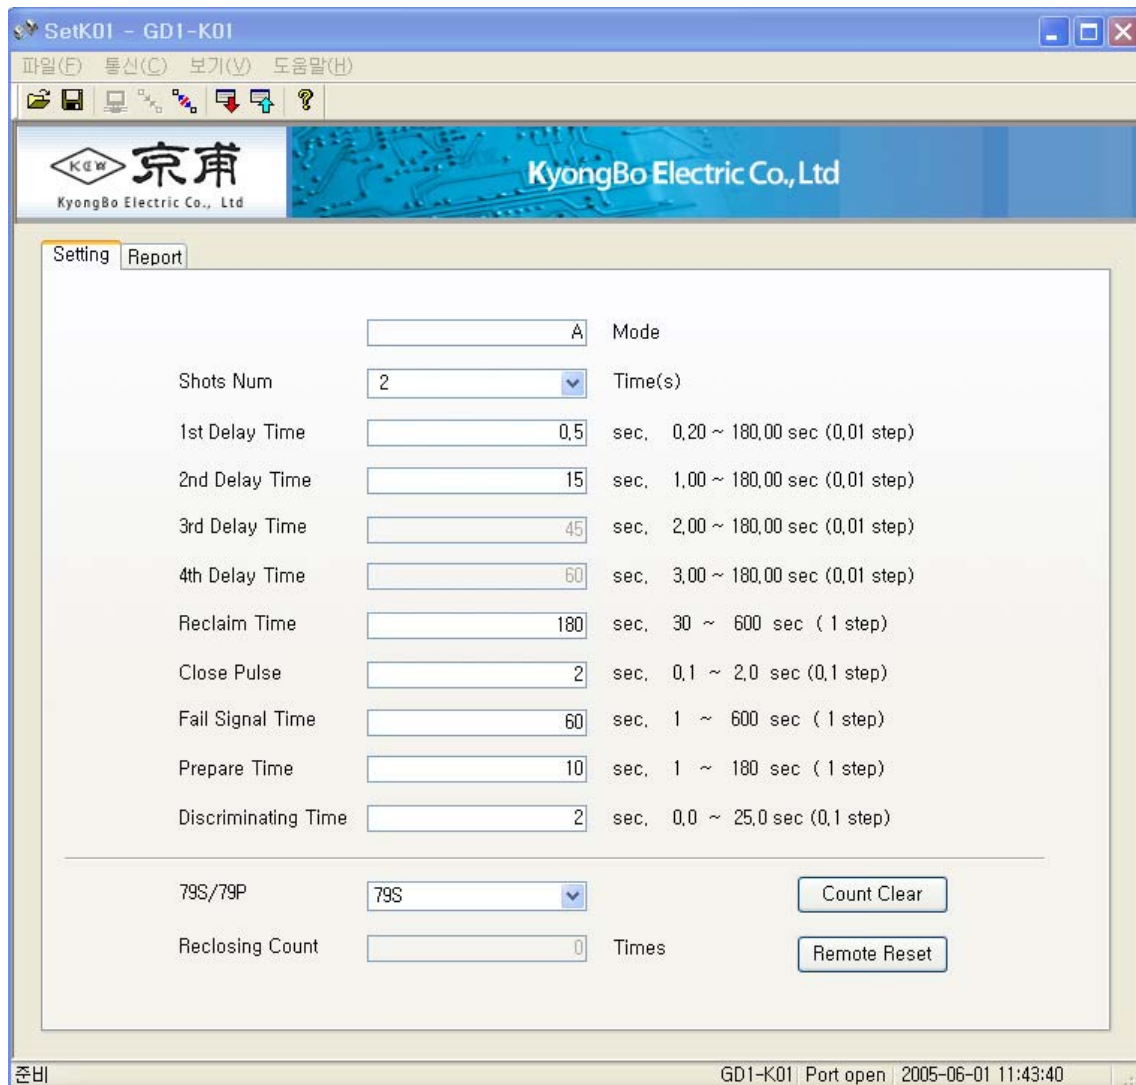 SetK01 - GD1-K01
파일(F) 통신(C) 보기(V) 도움말(H)
KCW 京甫
KyongBo Electric Co., Ltd
KyongBo Electric Co., Ltd
Setting Report
A Mode
Shots Num 2 Time(s)
1st Delay Time 0,5 sec, 0,20 ~ 180,00 sec (0,01 step)
2nd Delay Time 15 sec, 1,00 ~ 180,00 sec (0,01 step)
3rd Delay Time 45 sec, 2,00 ~ 180,00 sec (0,01 step)
4th Delay Time 60 sec, 3,00 ~ 180,00 sec (0,01 step)
Reclaim Time 180 sec, 30 ~ 600 sec ( 1 step)
Close Pulse 2 sec, 0,1 ~ 2,0 sec (0,1 step)
Fail Signal Time 60 sec, 1 ~ 600 sec ( 1 step)
Prepare Time 10 sec, 1 ~ 180 sec ( 1 step)
Discriminating Time 2 sec, 0,0 ~ 25,0 sec (0,1 step)
79S/79P 79S Count Clear
Reclosing Count 0 Times Remote Reset
준비 GD1-K01 Port open 2005-06-01 11:43:40